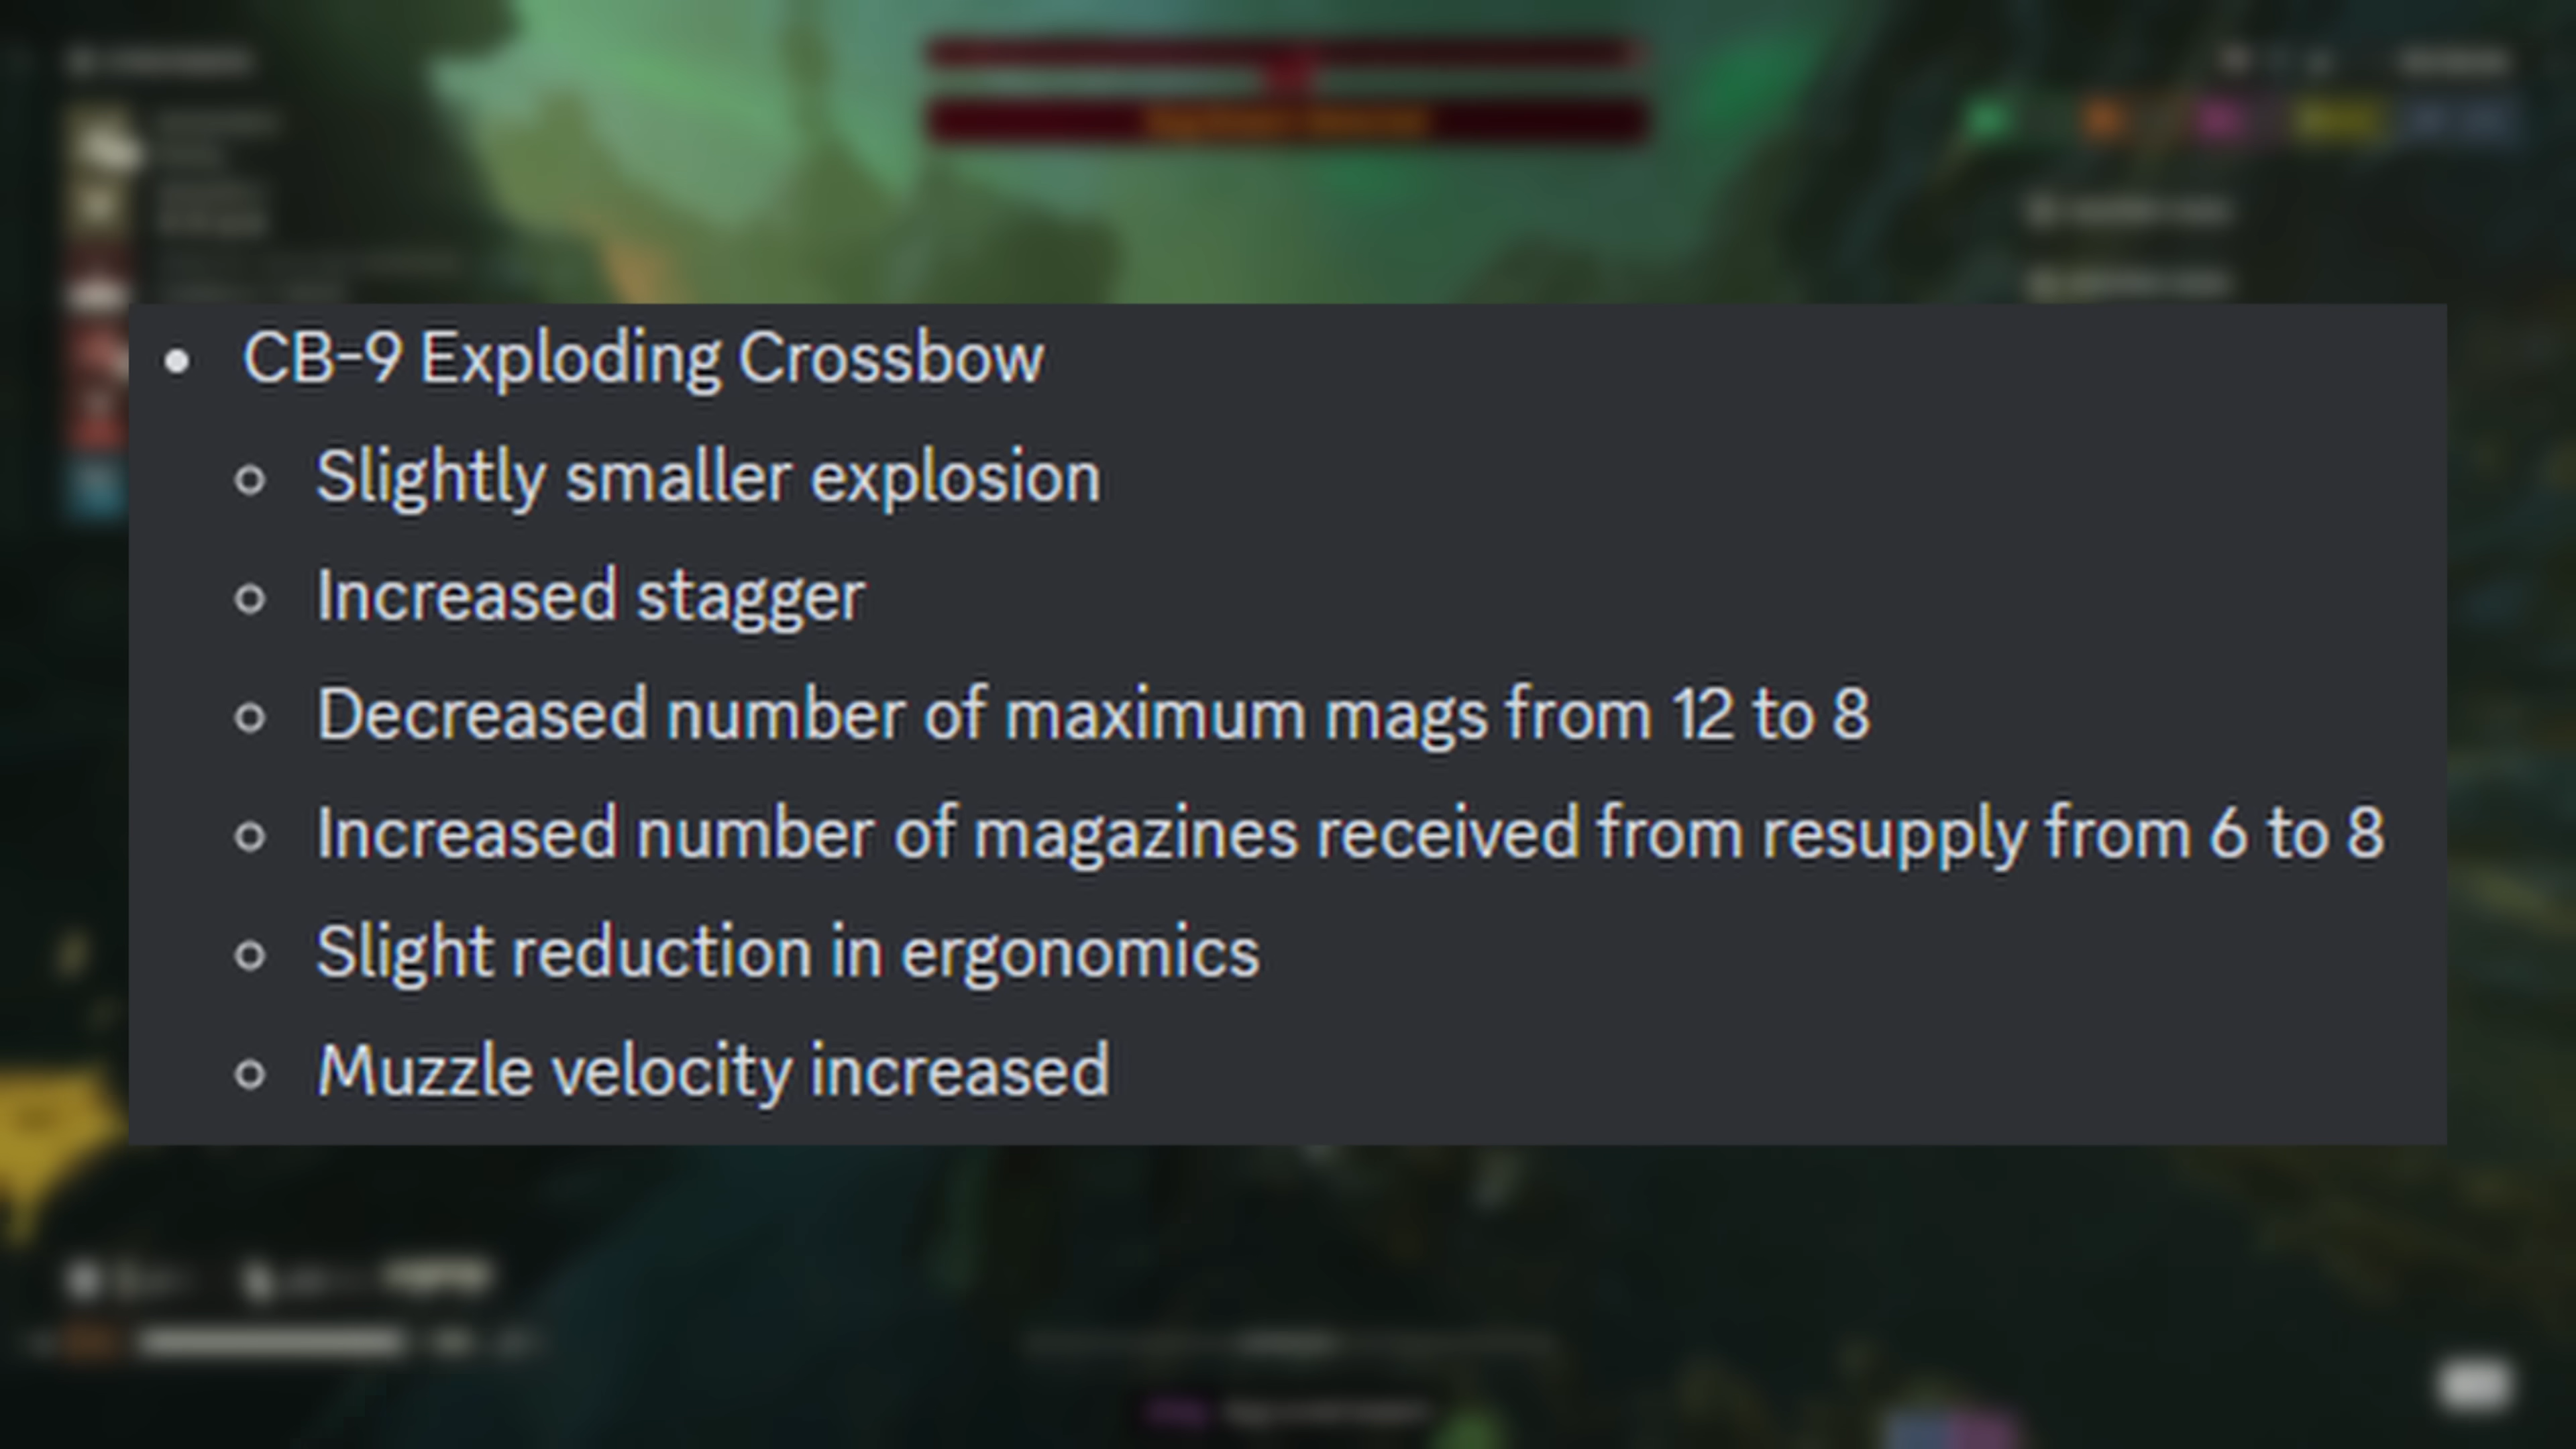 CB-9 Exploding Crossbow
Slightly smaller explosion
Increased stagger
Decreased number of maximum mags from 12 to 8
Increased number of magazines received from resupply from 6 to 8
Slight reduction in ergonomics
Muzzle velocity increased